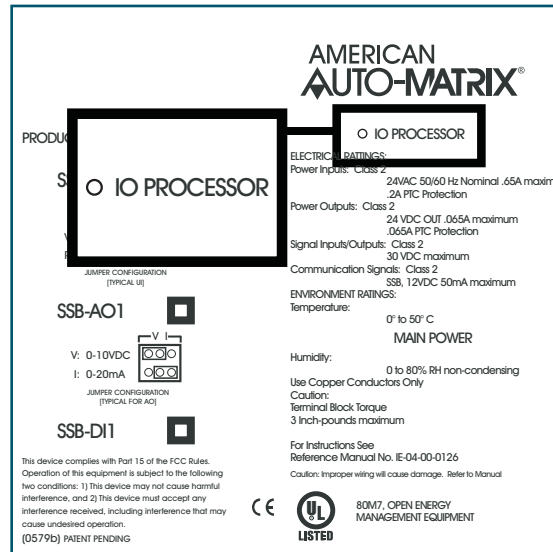 AMERICAN
AUTO-MATRIX®
PRODUC
IO PROCESSOR
IO PROCESSOR
JUMPER CONFIGURATION
(TYPICAL UI)
SSB-AO1
V I
V: 0-10VDC
I: 0-20mA
JUMPER CONFIGURATION
(TYPICAL FOR AO)
SSB-DI1
This device complies with Part 15 of the FCC Rules.
Operation of this equipment is subject to the following
two conditions: 1) This device may not cause harmful
interference, and 2) This device must accept any
interference received, including interference that may
cause undesired operation.
(0579b) PATENT PENDING
ELECTRICAL RATTINGS:
Power Inputs: Class 2
24VAC 50/60 Hz Nominal .65A maxim
.2A PTC Protection
Power Outputs: Class 2
24 VDC OUT .065A maximum
.065A PTC Protection
Signal Inputs/Outputs: Class 2
30 VDC maximum
Communication Signals: Class 2
SSB, 12VDC 50mA maximum
ENVIRONMENT RATINGS:
Temperature:
0° to 50° C
MAIN POWER
Humidity:
0 to 80% RH non-condensing
Use Copper Conductors Only
Caution:
Terminal Block Torque
3 Inch-pounds maximum
For Instructions See
Reference Manual No. IE-04-00-0126
Caution: Improper wiring will cause damage. Refer to Manual
CE
UL
LISTED
80M7, OPEN ENERGY
MANAGEMENT EQUIPMENT